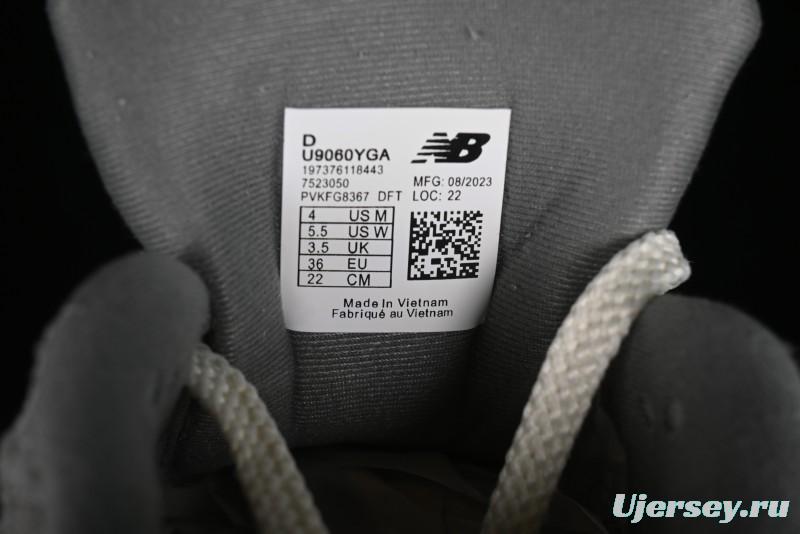 D
U9060YGA
NB
197376118443
7523050
MFG: 08/2023
PVKFG8367 DFT LOC: 22
4 US M
5.5 US W
3.5 UK
36 EU
22 CM
Made In Vietnam
Fabriqué au Vietnam
Ujersey.ru